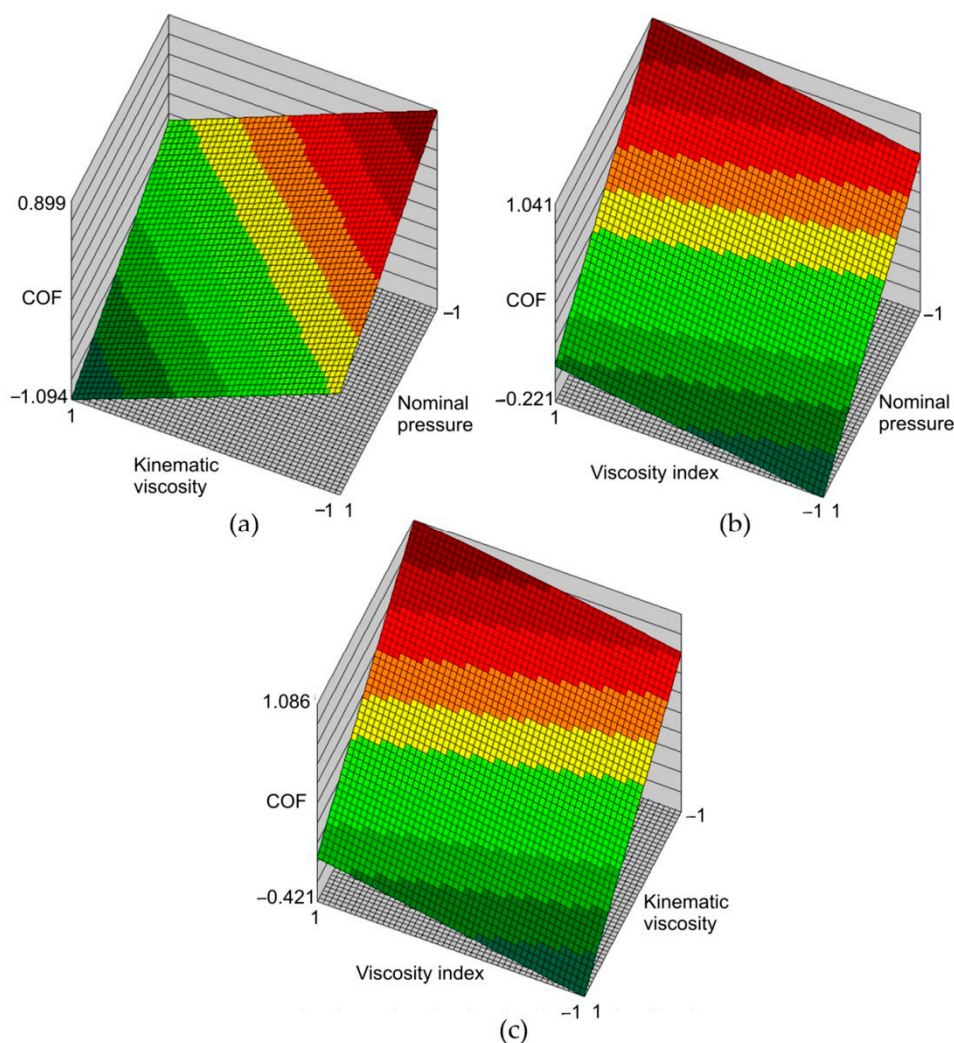 0.899
COF
−1.094
1
Kinematic
viscosity
−1 1
Nominal
pressure
−1
(a)
1.041
COF
−0.221
1
Viscosity index
−1 1
Nominal
pressure
−1
(b)
1.086
COF
−0.421
1
Viscosity index
−1 1
Kinematic
viscosity
−1
(c)